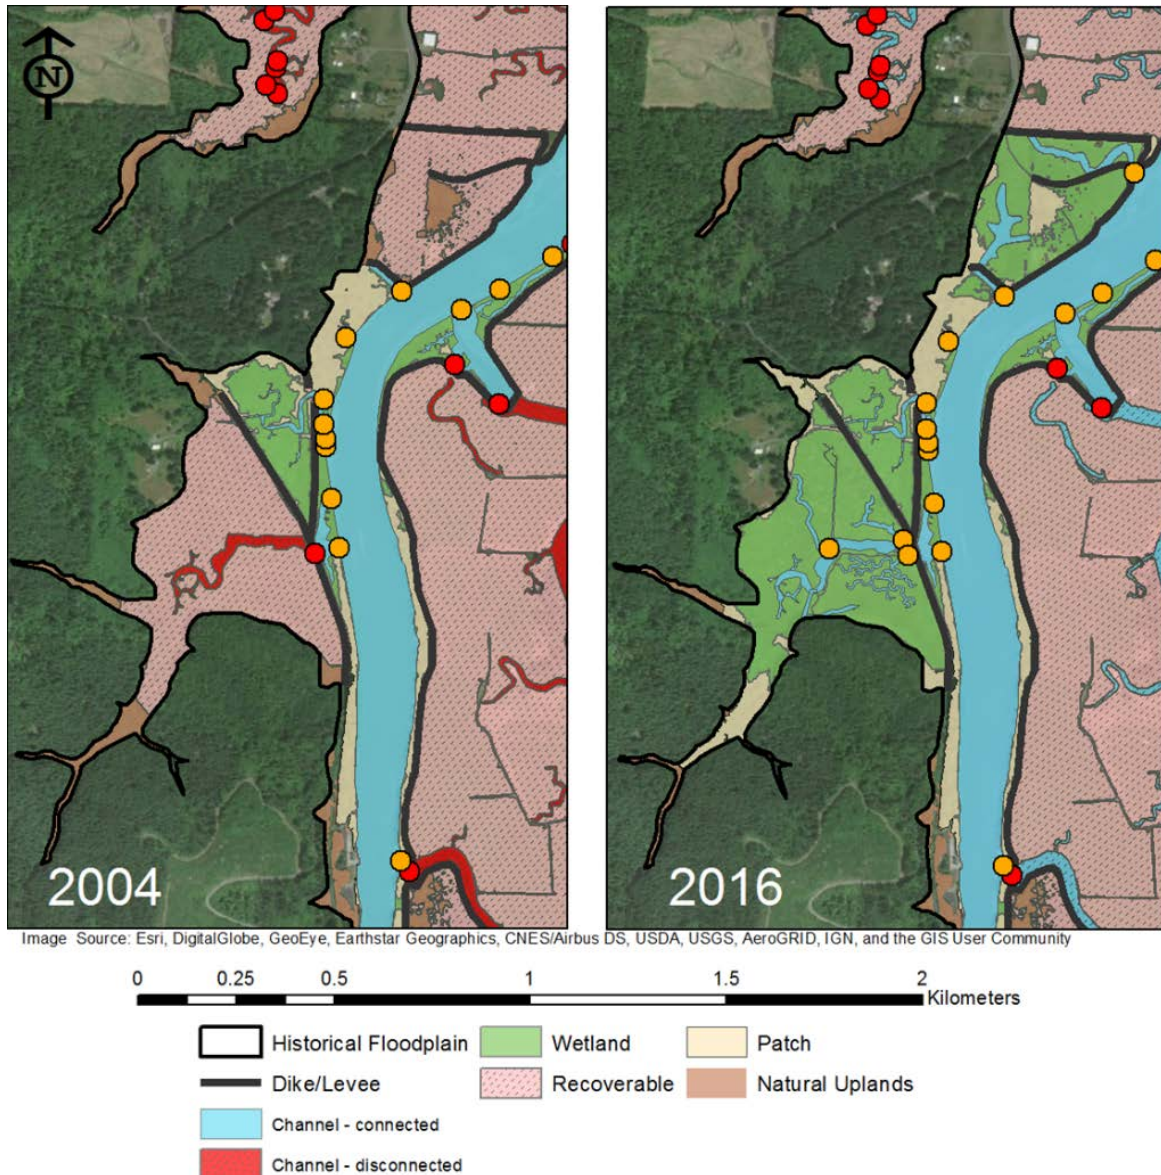 N
2004
2016
Image Source: Esri, DigitalGlobe, GeoEye, Earthstar Geographics, CNES/Airbus DS, USDA, USGS, AeroGRID, IGN, and the GIS User Community
0 0.25 0.5 1 1.5 2
Kilometers
Historical Floodplain Wetland Patch
Dike/Levee Recoverable Natural Uplands
Channel - connected
Channel - disconnected